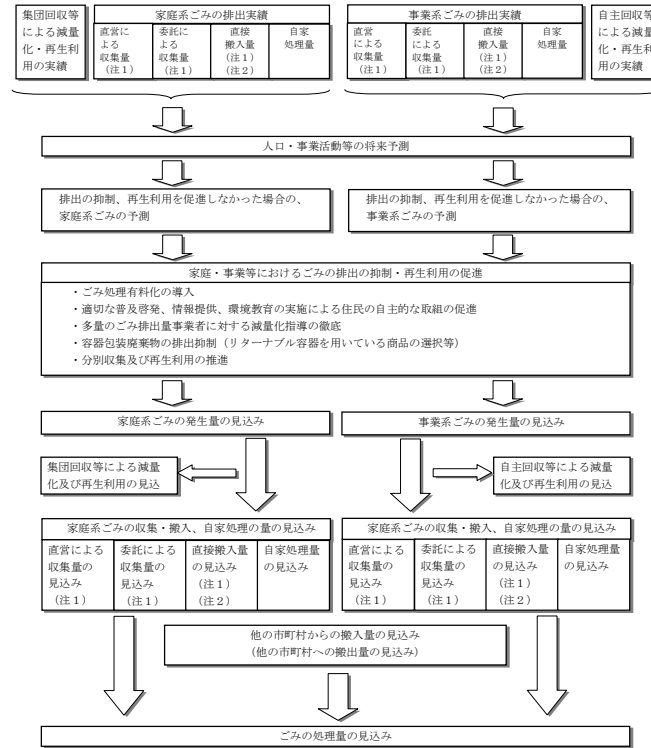 集団回収等
による減量
化・再生利
用の実績
家庭系ごみの排出実績
直営に
よる
収集量
(注1)
委託に
よる
収集量
(注1)
直接
搬入量
(注1)
(注2)
自家
処理量
事業系ごみの排出実績
直営
による
収集量
(注1)
委託
による
収集量
(注1)
直接
搬入量
(注1)
(注2)
自家
処理量
自主回収等
による減量
化・再生利
用の実績
人口・事業活動等の将来予測
排出の抑制、再生利用を促進しなかった場合の、
家庭系ごみの予測
排出の抑制、再生利用を促進しなかった場合の、
事業系ごみの予測
家庭・事業等におけるごみの排出の抑制・再生利用の促進
・ごみ処理有料化の導入
・適切な普及啓発、情報提供、環境教育の実施による住民の自主的な取組の促進
・多量のごみ排出量事業者に対する減量化指導の徹底
・容器包装廃棄物の排出抑制（リターナブル容器を用いている商品の選択等）
・分別収集及び再生利用の推進
家庭系ごみの発生量の見込み
事業系ごみの発生量の見込み
集団回収等による減量
化及び再生利用の見込
自主回収等による減量
化及び再生利用の見込
家庭系ごみの収集・搬入、自家処理の量の見込み
直営による
収集量の
見込み
(注1)
委託による
収集量の
見込み
(注1)
直接搬入量
の見込み
(注1)
(注2)
自家処理量
の見込み
家庭系ごみの収集・搬入、自家処理の量の見込み
直営による
収集量の
見込み
(注1)
委託による
収集量の
見込み
(注1)
直接搬入量
の見込み
(注1)
(注2)
自家処理量
の見込み
他の市町村からの搬入量の見込み
(他の市町村への搬出量の見込み)
ごみの処理量の見込み